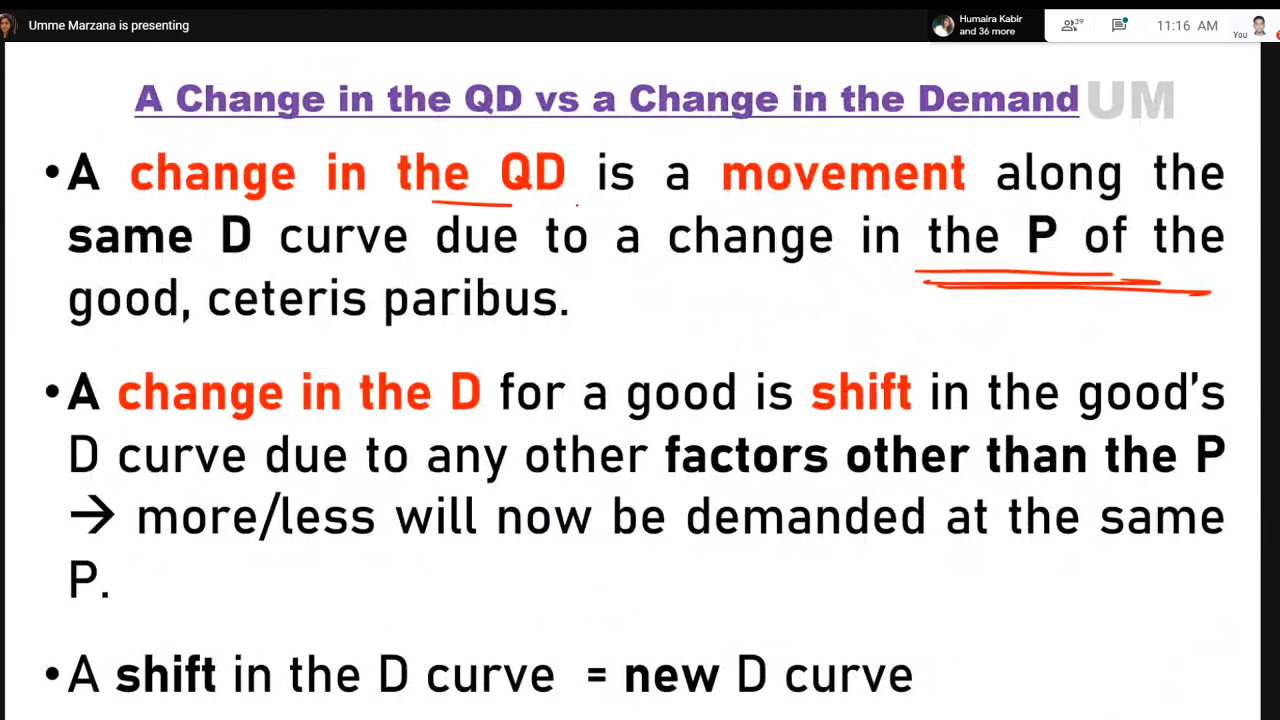 Umme Marzana is presenting
Humaira Kabir
and 36 more
39
11:16 AM
You
A Change in the QD vs a Change in the Demand UM
•A change in the QD is a movement along the
same D curve due to a change in the P of the
good, ceteris paribus.
•A change in the D for a good is shift in the good's
D curve due to any other factors other than the P
→ more/less will now be demanded at the same
P.
•A shift in the D curve = new D curve